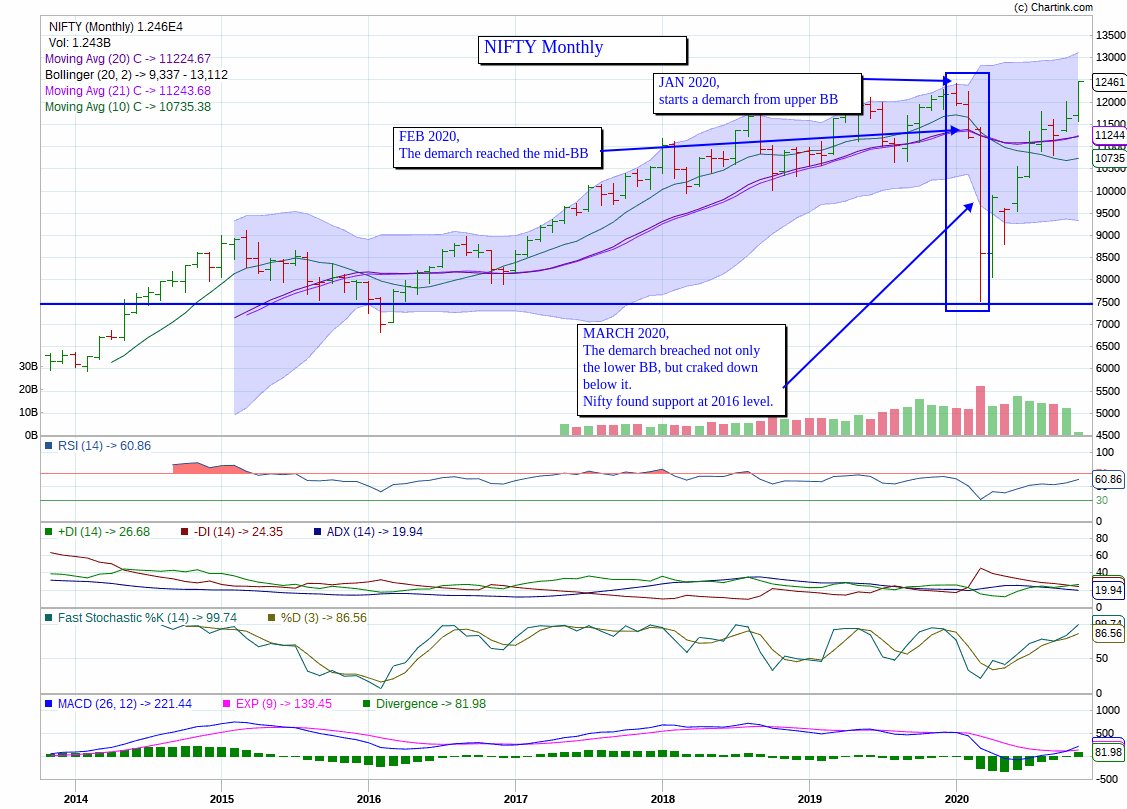 (c) Chartink.com
NIFTY (Monthly) 1.246E4
Vol: 1.243B
Moving Avg (20) C -> 11224.67
Bollinger (20, 2) -> 9,337 - 13,112
Moving Avg (21) C -> 11243.68
Moving Avg (10) C -> 10735.38
NIFTY Monthly
JAN 2020,
starts a demarch from upper BB
FEB 2020,
The demarch reached the mid-BB
MARCH 2020,
The demarch breached not only
the lower BB, but craked down
below it.
Nifty found support at 2016 level.
13500
13000
12461
12000
11500
11244
10735
10000
9500
9000
8500
8000
7500
7000
6500
6000
5500
5000
4500
30B
20B
10B
0B
RSI (14) -> 60.86
100
60.86
30
0
+DI (14) -> 26.68 -DI (14) -> 24.35 ADX (14) -> 19.94
80
60
40
19.94
0
Fast Stochastic %K (14) -> 99.74 %D (3) -> 86.56
99.74
86.56
50
0
MACD (26, 12) -> 221.44 EXP (9) -> 139.45 Divergence -> 81.98
1000
500
81.98
-500
2014 2015 2016 2017 2018 2019 2020